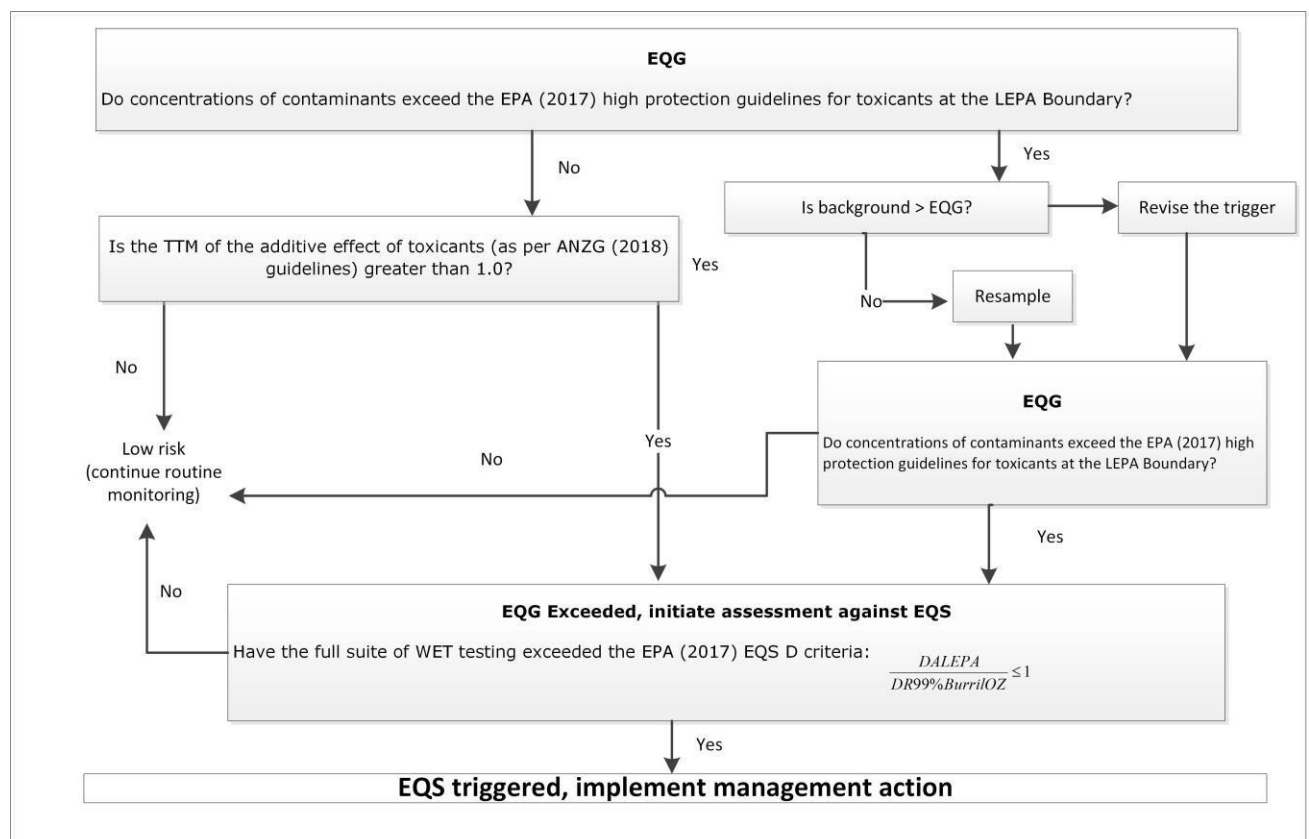 EQG
Do concentrations of contaminants exceed the EPA (2017) high protection guidelines for toxicants at the LEPA Boundary?
No
Yes
Is background > EQG?
Revise the trigger
Is the TTM of the additive effect of toxicants (as per ANZG (2018)
guidelines) greater than 1.0?
Yes
No
Resample
No
EQG
Do concentrations of contaminants exceed the EPA (2017) high
protection guidelines for toxicants at the LEPA Boundary?
Low risk
(continue routine
monitoring)
Yes
No
Yes
No
EQG Exceeded, initiate assessment against EQS
Have the full suite of WET testing exceeded the EPA (2017) EQS D criteria:
DALEPA
DR99%BurrilOZ ≤1
Yes
EQS triggered, implement management action